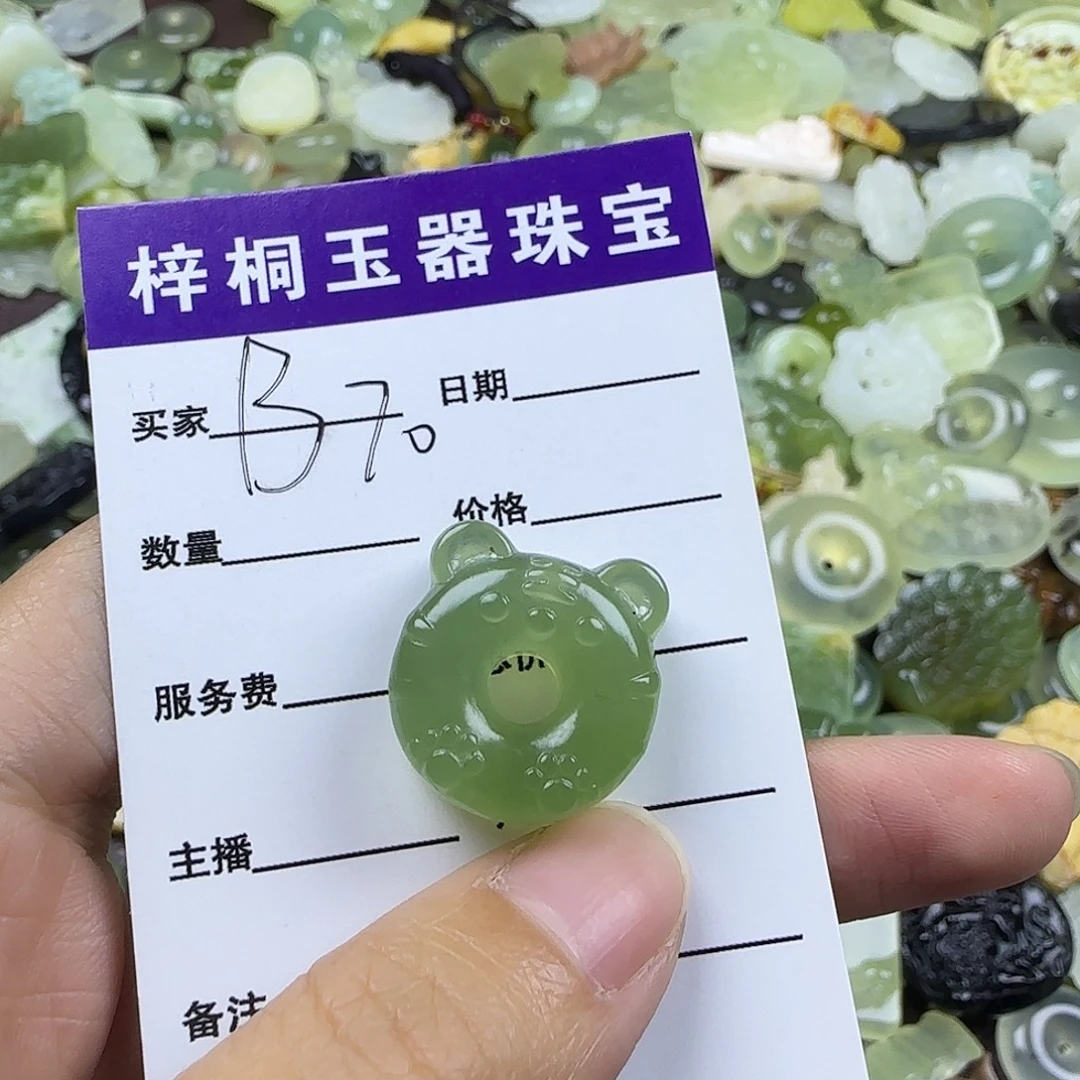 梓桐玉器珠宝
买家 B70 日期
数量 价格
服务费
主播
备注